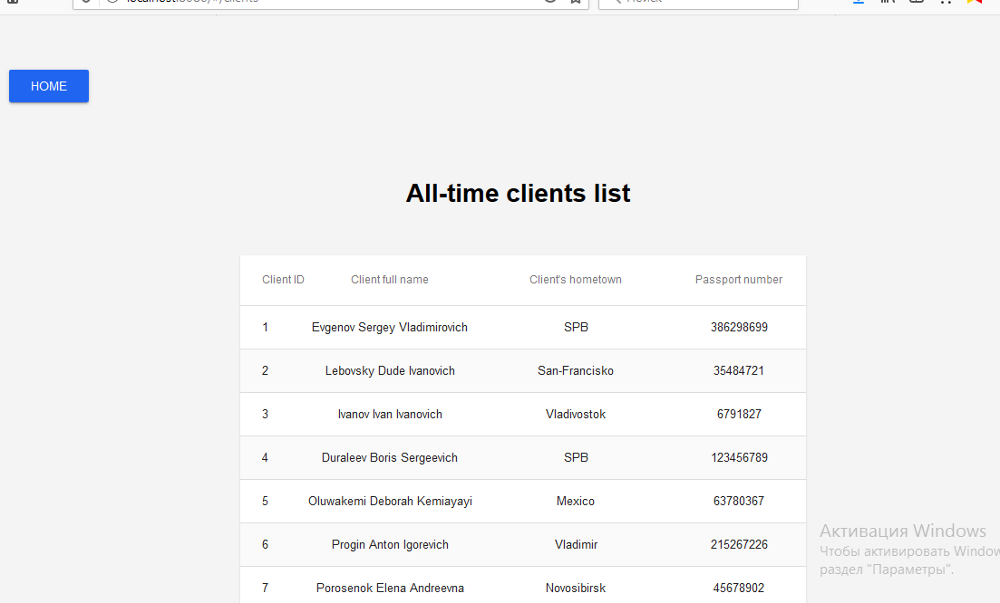 HOME
All-time clients list
Client ID Client full name Client's hometown Passport number
1 Evgenov Sergey Vladimirovich SPB 386298699
2 Lebovsky Dude Ivanovich San-Francisko 35484721
3 Ivanov Ivan Ivanovich Vladivostok 6791827
4 Duraleev Boris Sergeevich SPB 123456789
5 Oluwakemi Deborah Kemiayayi Mexico 63780367
6 Progin Anton Igorevich Vladimir 215267226
7 Porosenok Elena Andreevna Novosibirsk 45678902
Активация Windows
Чтобы активировать Window
раздел "Параметры".